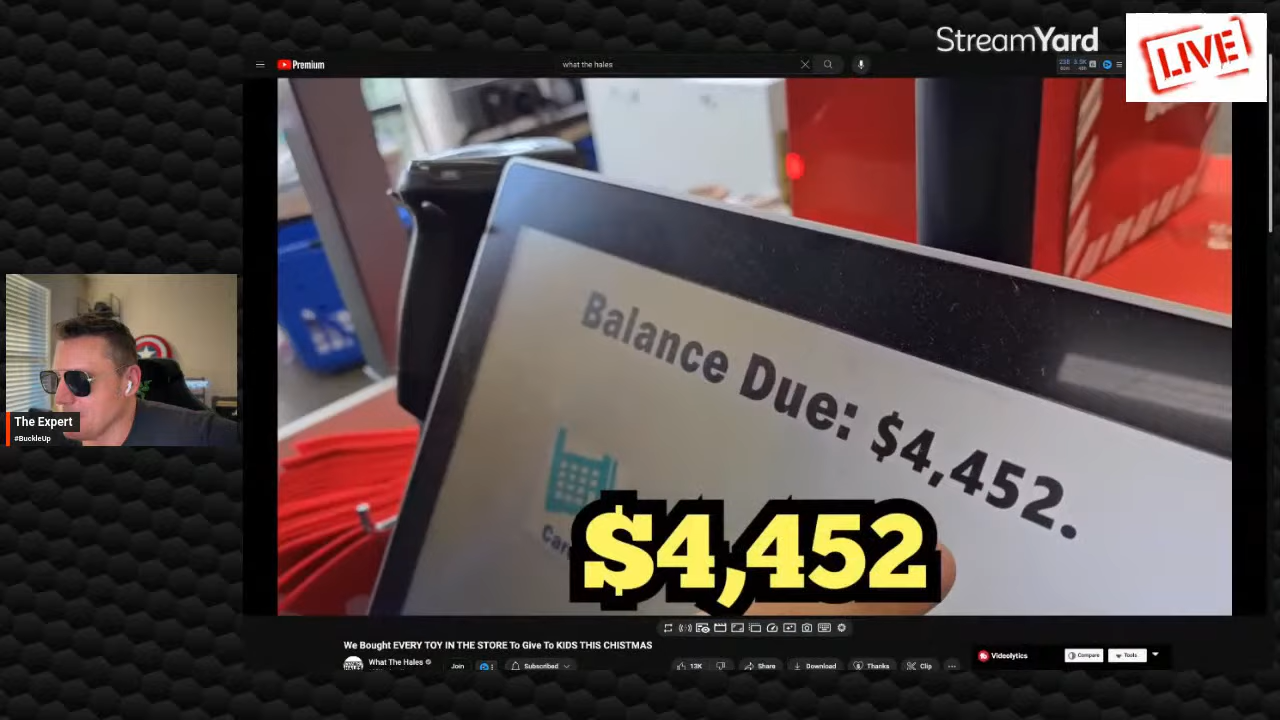 StreamYard
LIVE
Premium
what the hales
Balance Due: $4,452.
$4,452
The Expert
#BuckleUp
We Bought EVERY TOY IN THE STORE To Give To KIDS THIS CHISTMAS
What The Hales
Join
Subscribed
13K
Share
Download
Thanks
Clip
Videolytics
Compare
Tools